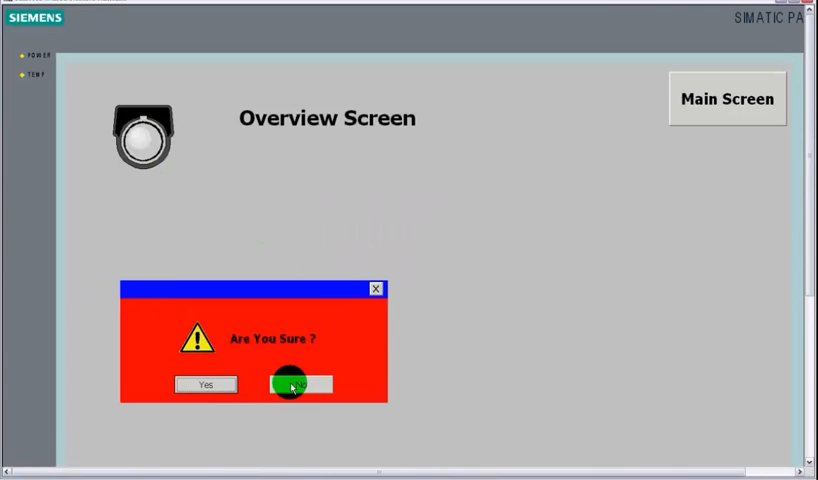 SIEMENS
SIMATIC PA
POWER
TEMP
Overview Screen
Main Screen
X
Are You Sure ?
Yes
No